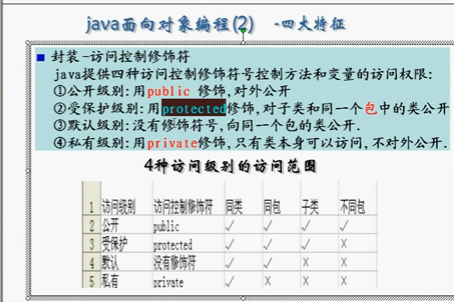 java面向对象编程(2) -四大特征
封装-访问控制修饰符
java提供四种访问控制修饰符号控制方法和变量的访问权限:
①公开级别:用public 修饰,对外公开
②受保护级别:用protected修饰,对子类和同一个包中的类公开
③默认级别:没有修饰符号,向同一个包的类公开.
④私有级别:用private修饰,只有类本身可以访问,不对外公开.
4种访问级别的访问范围
1 访问级别 访问控制修饰符 同类 同包 子类 不同包
2 公开 public √ √ √ √
3 受保护 protected √ √ √ X
4 默认 没有修饰符 √ √ X X
5 私有 private √ X X X